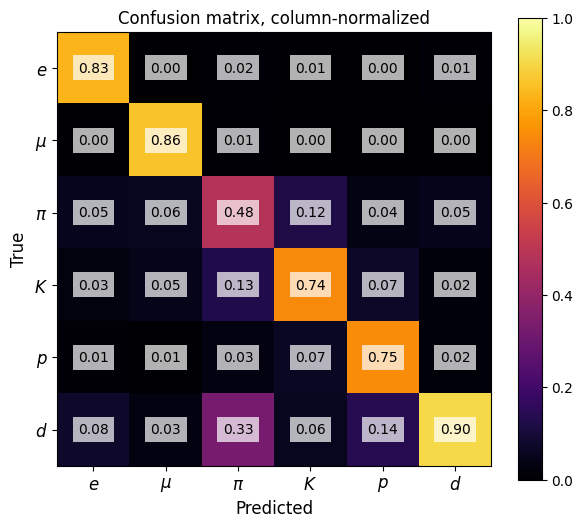 Confusion matrix, column-normalized
e 0.83 0.00 0.02 0.01 0.00 0.01
μ 0.00 0.86 0.01 0.00 0.00 0.00
π 0.05 0.06 0.48 0.12 0.04 0.05
K 0.03 0.05 0.13 0.74 0.07 0.02
p 0.01 0.01 0.03 0.07 0.75 0.02
d 0.08 0.03 0.33 0.06 0.14 0.90
e μ π K p d
Predicted
True
1.0
0.8
0.6
0.4
0.2
0.0